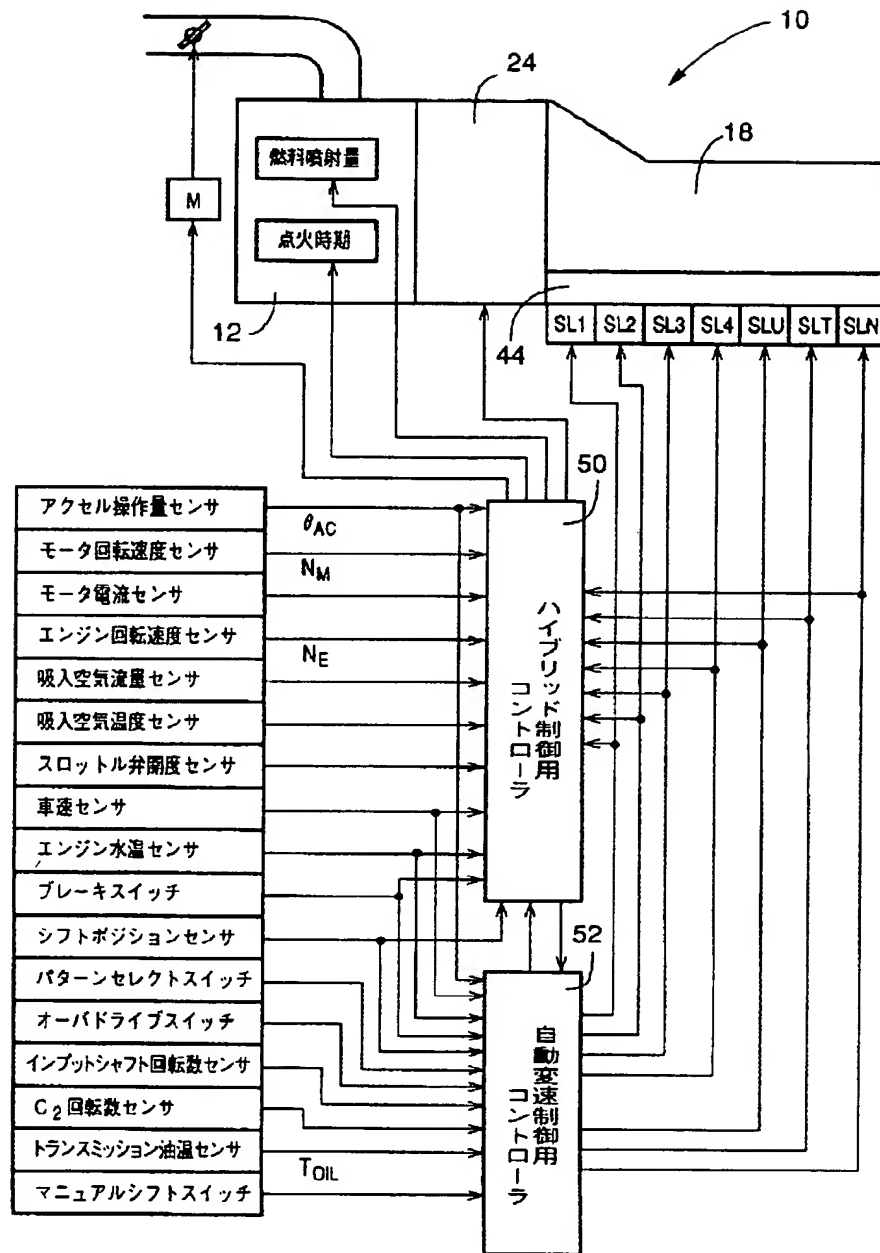 10
24
18
燃料噴射量
M
点火時期
12
44
SL1 SL2 SL3 SL4 SLU SLT SLN
50
アクセル操作量センサ
θAC
モータ回転速度センサ
NM
モータ電流センサ
エンジン回転速度センサ
NE
吸入空気流量センサ
吸入空気温度センサ
スロットル弁開度センサ
車速センサ
エンジン水温センサ
ブレーキスイッチ
シフトポジションセンサ
パターンセレクトスイッチ
オーバドライブスイッチ
インプットシャフト回転数センサ
C2回転数センサ
トランスミッション油温センサ
TOIL
マニュアルシフトスイッチ
ハイブリッド制御用
コントローラ
52
自動変速制御用
コントローラ